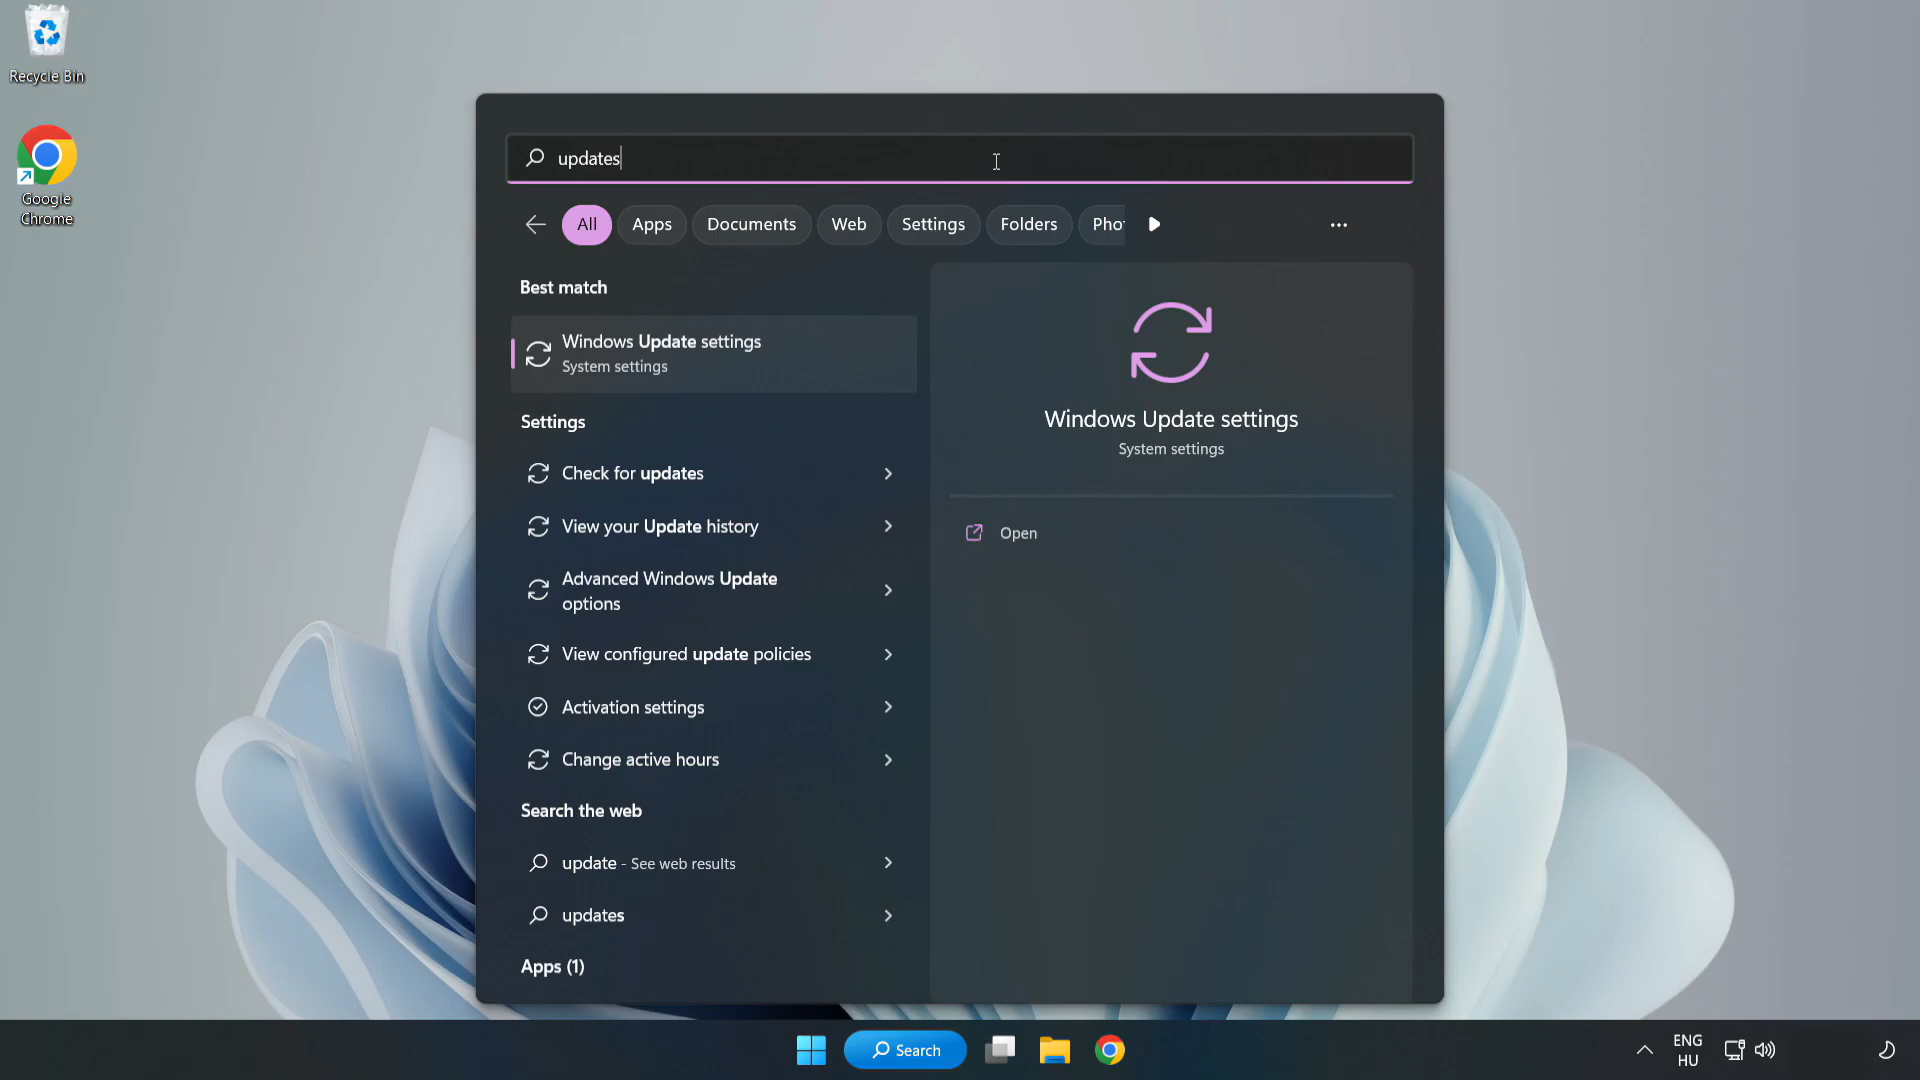 Recycle Bin
Google
Chrome
updates
All
Apps
Documents
Web
Settings
Folders
Best match
Windows Update settings
System settings
Settings
Check for updates
View your Update history
Advanced Windows Update
options
View configured update policies
Activation settings
Change active hours
Search the web
update - See web results
updates
Apps (1)
Windows Update settings
System settings
Open
Search
ENG
HU